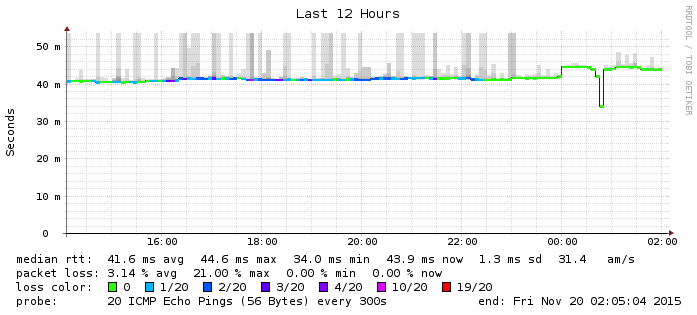 Last 12 Hours
RRDTOOL / TOBI OETIKER
Seconds
50 m
40 m
30 m
20 m
10 m
0
16:00 18:00 20:00 22:00 00:00 02:00
median rtt: 41.6 ms avg 44.6 ms max 34.0 ms min 43.9 ms now 1.3 ms sd 31.4 am/s
packet loss: 3.14 % avg 21.00 % max 0.00 % min 0.00 % now
loss color: 0 1/20 2/20 3/20 4/20 10/20 19/20
probe: 20 ICMP Echo Pings (56 Bytes) every 300s end: Fri Nov 20 02:05:04 2015